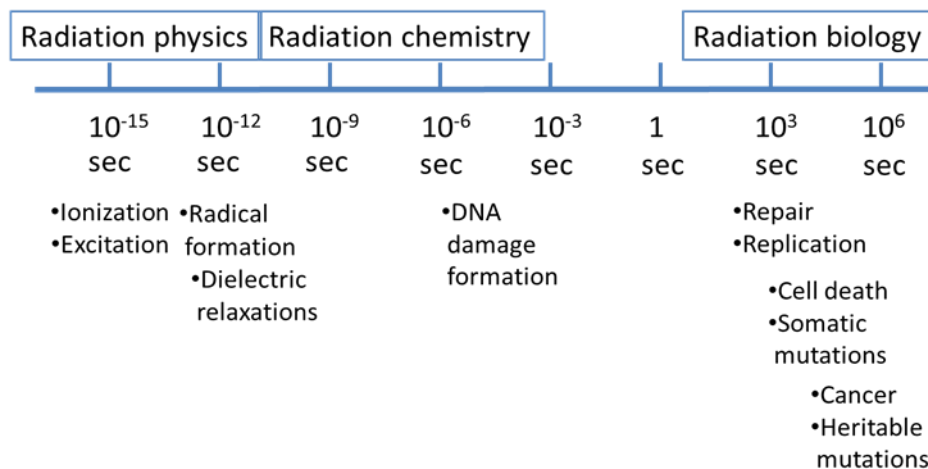 Radiation physics Radiation chemistry Radiation biology
10⁻¹⁵ 10⁻¹² 10⁻⁹ 10⁻⁶ 10⁻³ 1 10³ 10⁶
sec sec sec sec sec sec sec sec
•Ionization
•Excitation
•Radical
formation
•Dielectric
relaxations
•DNA
damage
formation
•Repair
•Replication
•Cell death
•Somatic
mutations
•Cancer
•Heritable
mutations